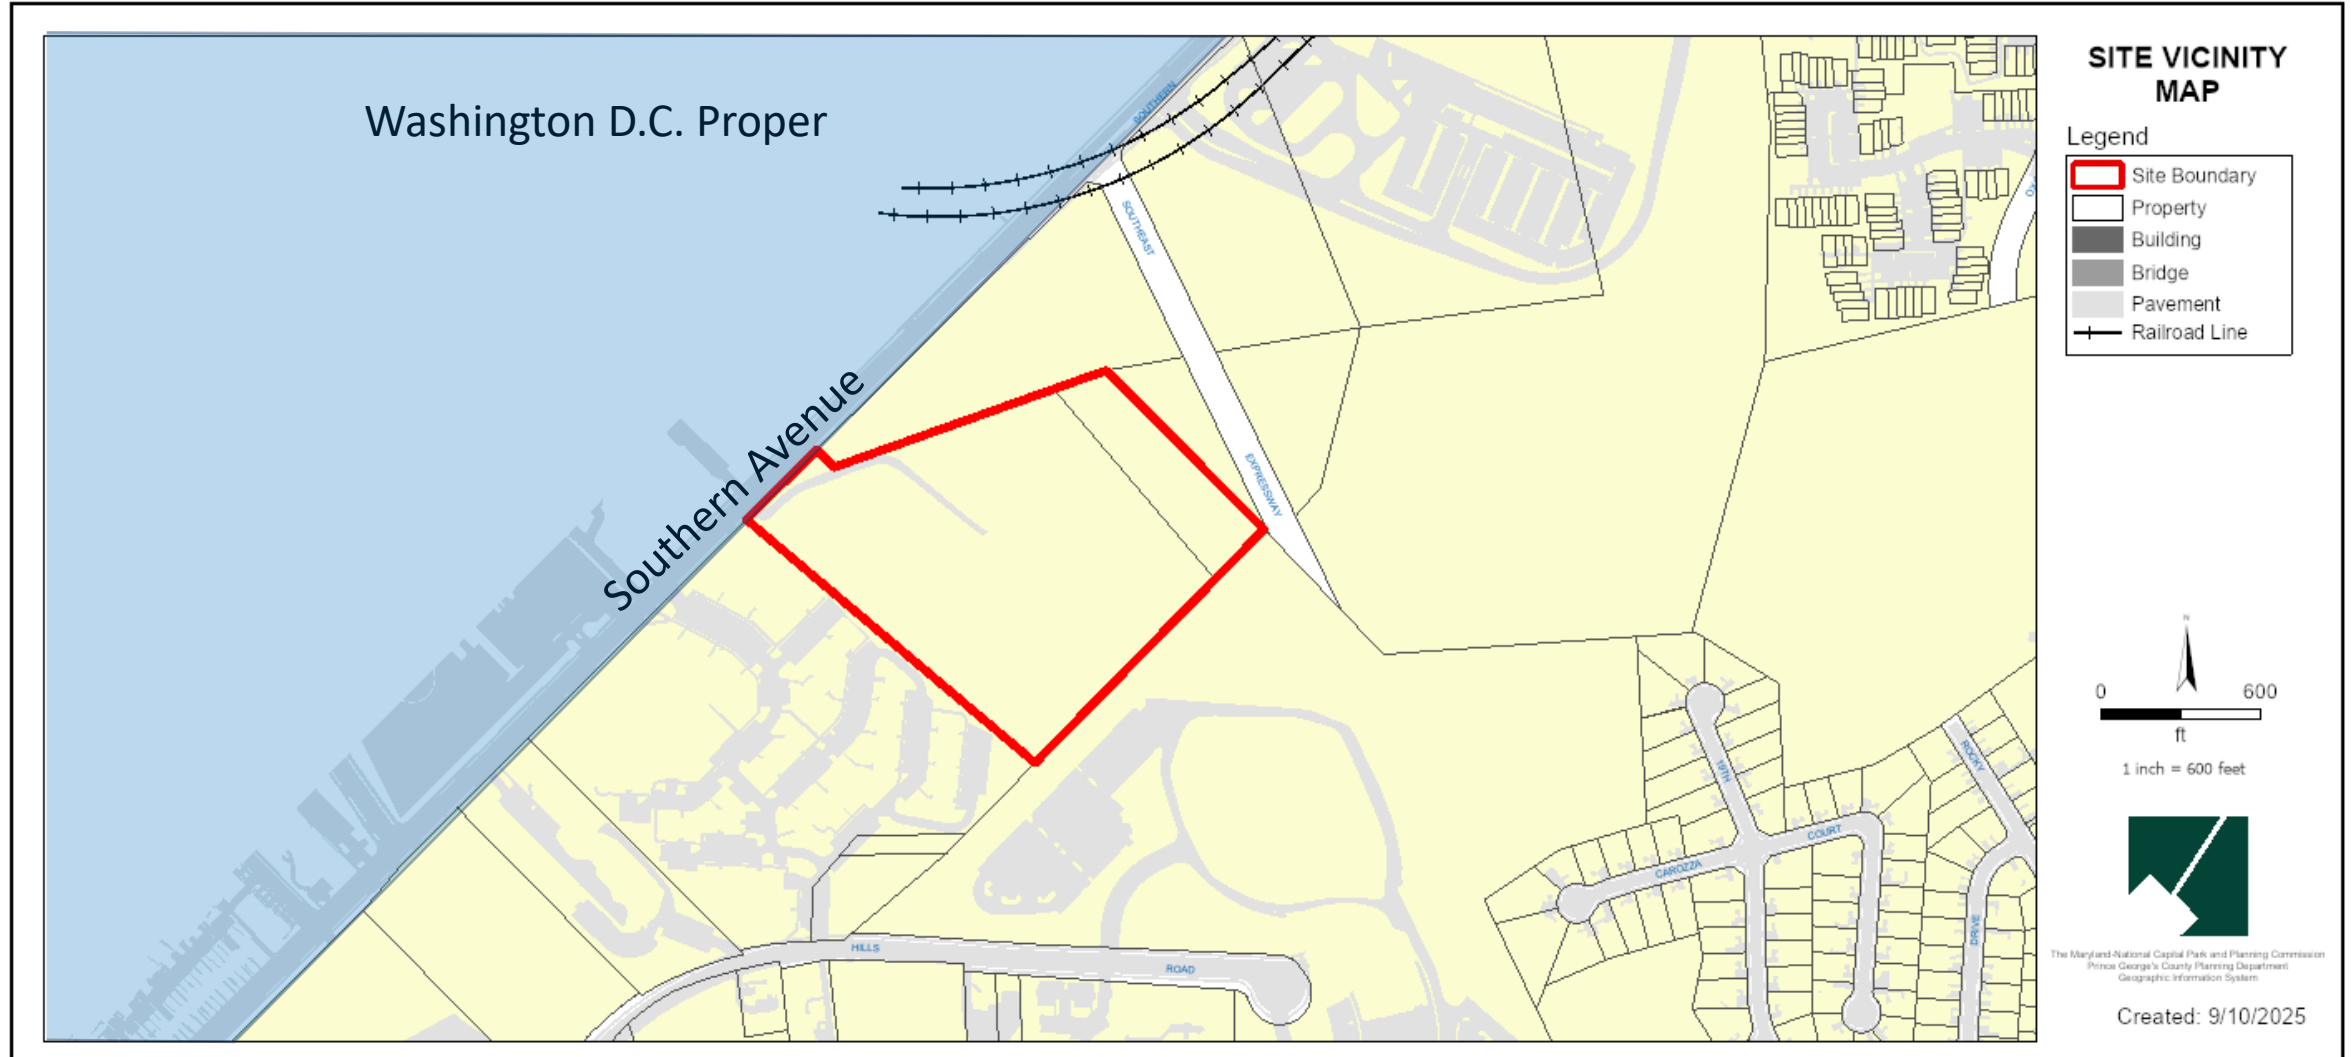 Washington D.C. Proper
SOUTHERN
SOUTHEAST
EXPRESSWAY
Southern Avenue
19TH
COURT
CAROZZA
ROCKY
DRIVE
HILLS
ROAD
SITE VICINITY
MAP
Legend
Site Boundary
Property
Building
Bridge
Pavement
Railroad Line
N
0 600
ft
1 inch = 600 feet
The Maryland-National Capital Park and Planning Commission
Prince George's County Planning Department
Geographic Information System
Created: 9/10/2025